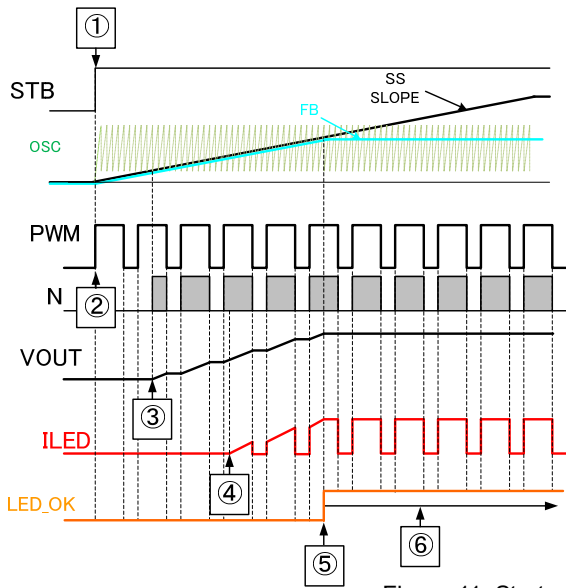 ①
STB
SS
SLOPE
FB
OSC
PWM
N
②
VOUT
③
ILED
④
LED_OK
⑤
⑥